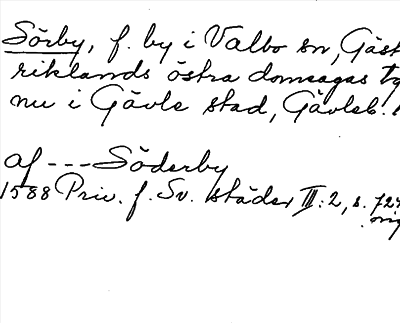 Sörby, f. by i Valbo sn, Gäst
riklands östra domsagas
nu i Gävle stad, Gävleb.
af --- Söderby
1588 Priv. f. Sv. städer III:2, s. 724